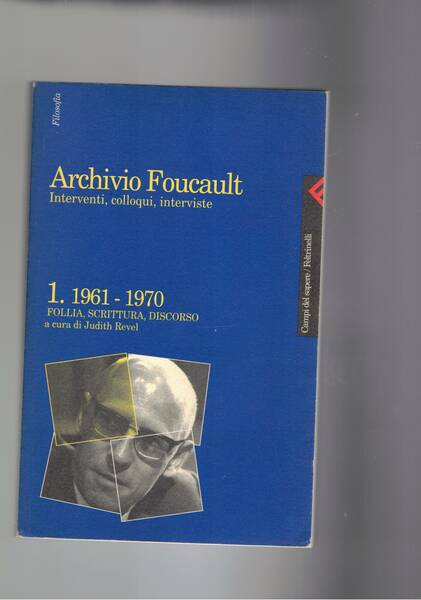 Filosofia
Archivio Foucault
Interventi, colloqui, interviste
1. 1961 - 1970
FOLLIA, SCRITTURA, DISCORSO
a cura di Judith Revel
Campi del sapere / Feltrinelli